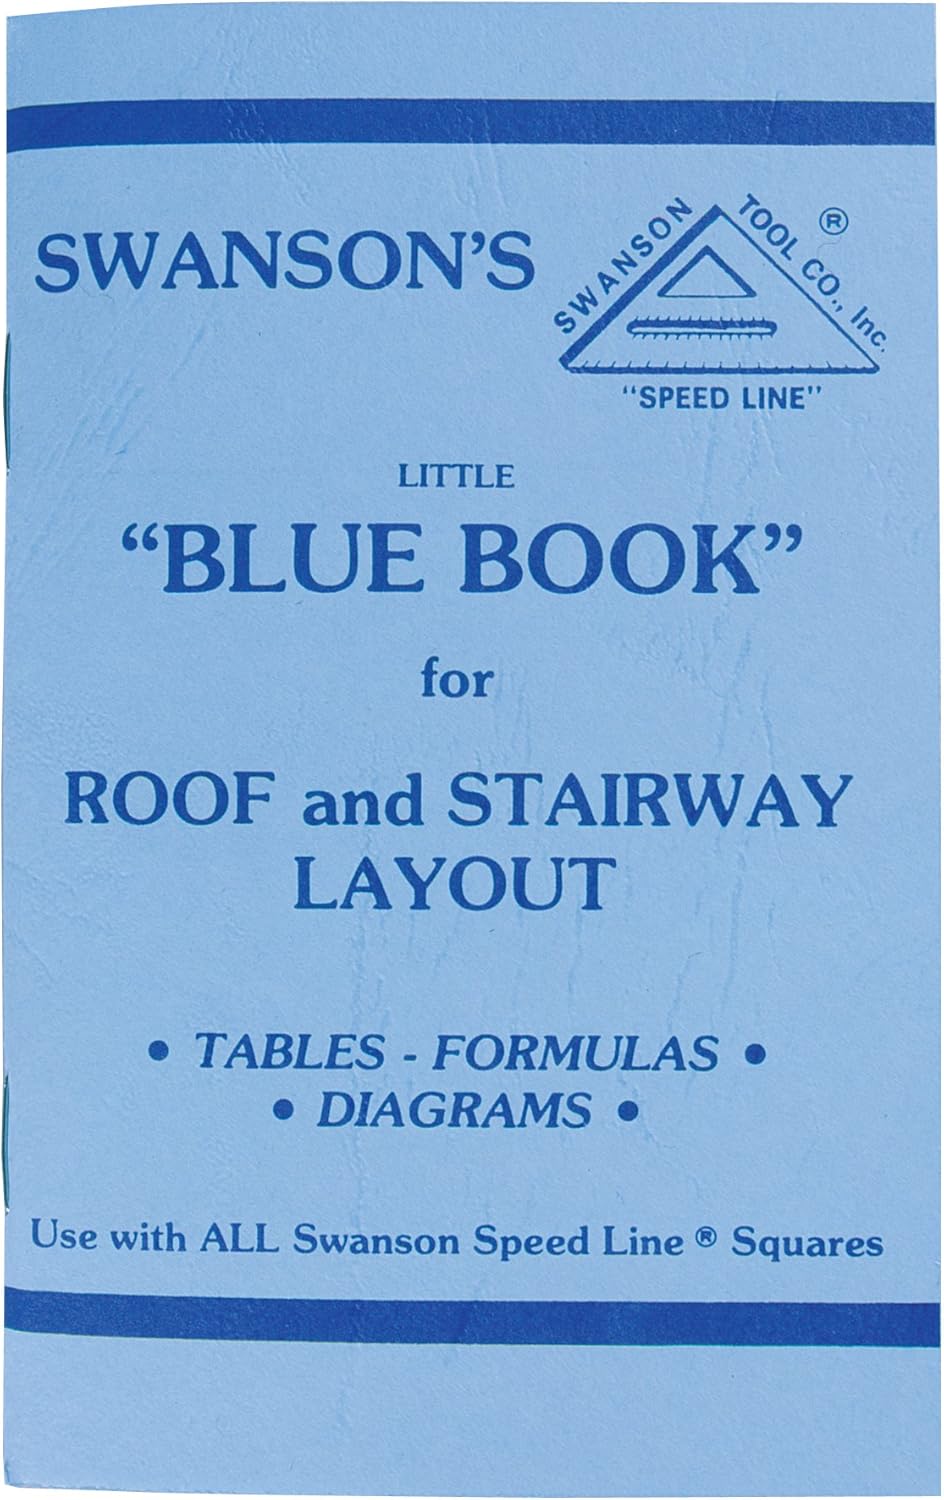 SWANSON'S
SWANSON TOOL CO., Inc. ®
"SPEED LINE"
LITTLE
“BLUE BOOK”
for
ROOF and STAIRWAY
LAYOUT
• TABLES - FORMULAS •
• DIAGRAMS •
Use with ALL Swanson Speed Line ® Squares